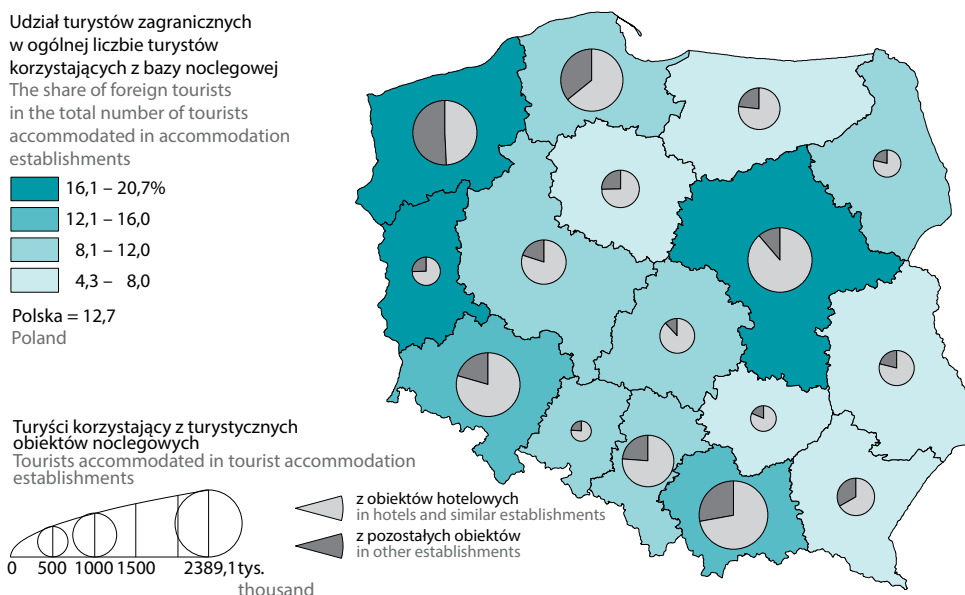 Udział turystów zagranicznych
w ogólnej liczbie turystów
korzystających z bazy noclegowej
The share of foreign tourists
in the total number of tourists
accommodated in accommodation
establishments
16,1 – 20,7%
12,1 – 16,0
8,1 – 12,0
4,3 – 8,0
Polska = 12,7
Poland
Turyści korzystający z turystycznych
obiektów noclegowych
Tourists accommodated in tourist accommodation
establishments
0 500 1000 1500 2389,1 tys.
thousand
z obiektów hotelowych
in hotels and similar establishments
z pozostałych obiektów
in other establishments